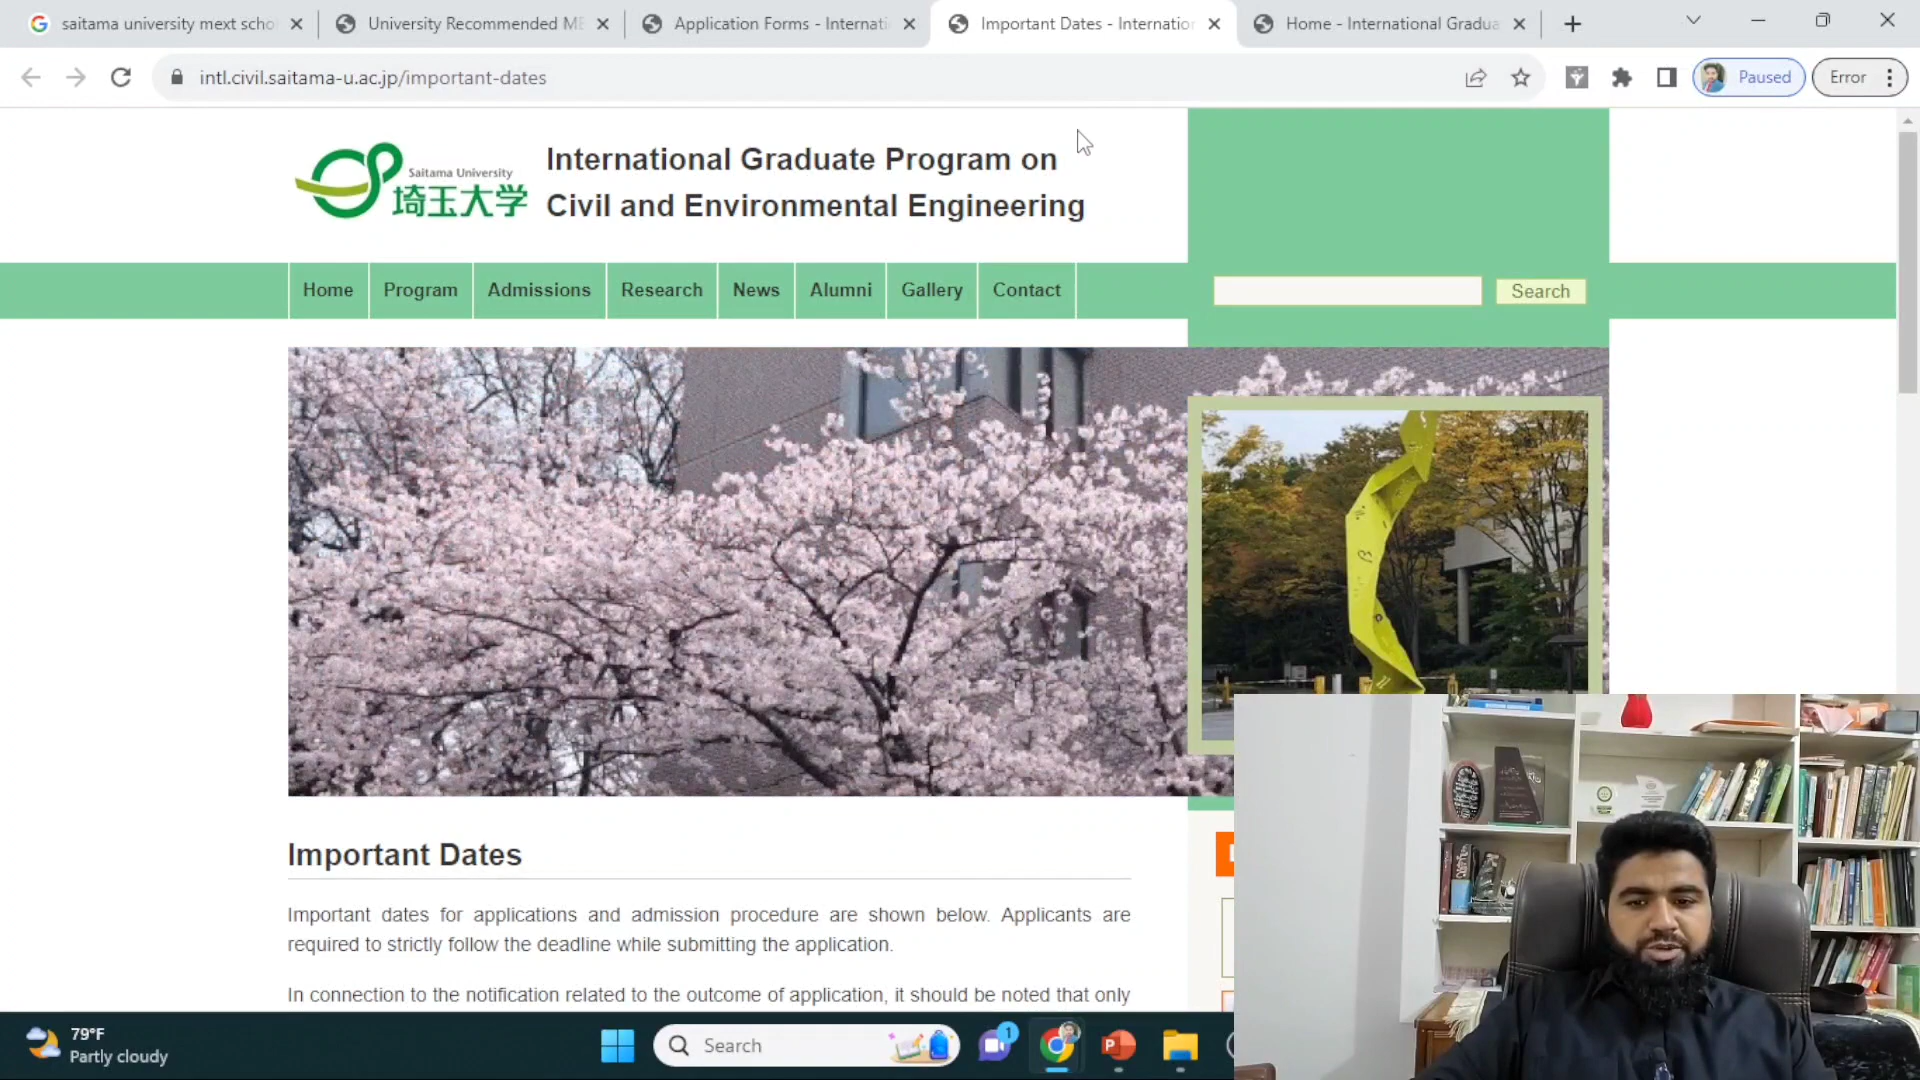 saitama university mext scho
University Recommended ME
Application Forms - Internati
Important Dates - Internation
Home - International Gradua
intl.civil.saitama-u.ac.jp/important-dates
Paused
Error
Saitama University
埼玉大学
International Graduate Program on
Civil and Environmental Engineering
Home
Program
Admissions
Research
News
Alumni
Gallery
Contact
Search
Important Dates
Important dates for applications and admission procedure are shown below. Applicants are
required to strictly follow the deadline while submitting the application.
In connection to the notification related to the outcome of application, it should be noted that only
79°F
Partly cloudy
Search
1